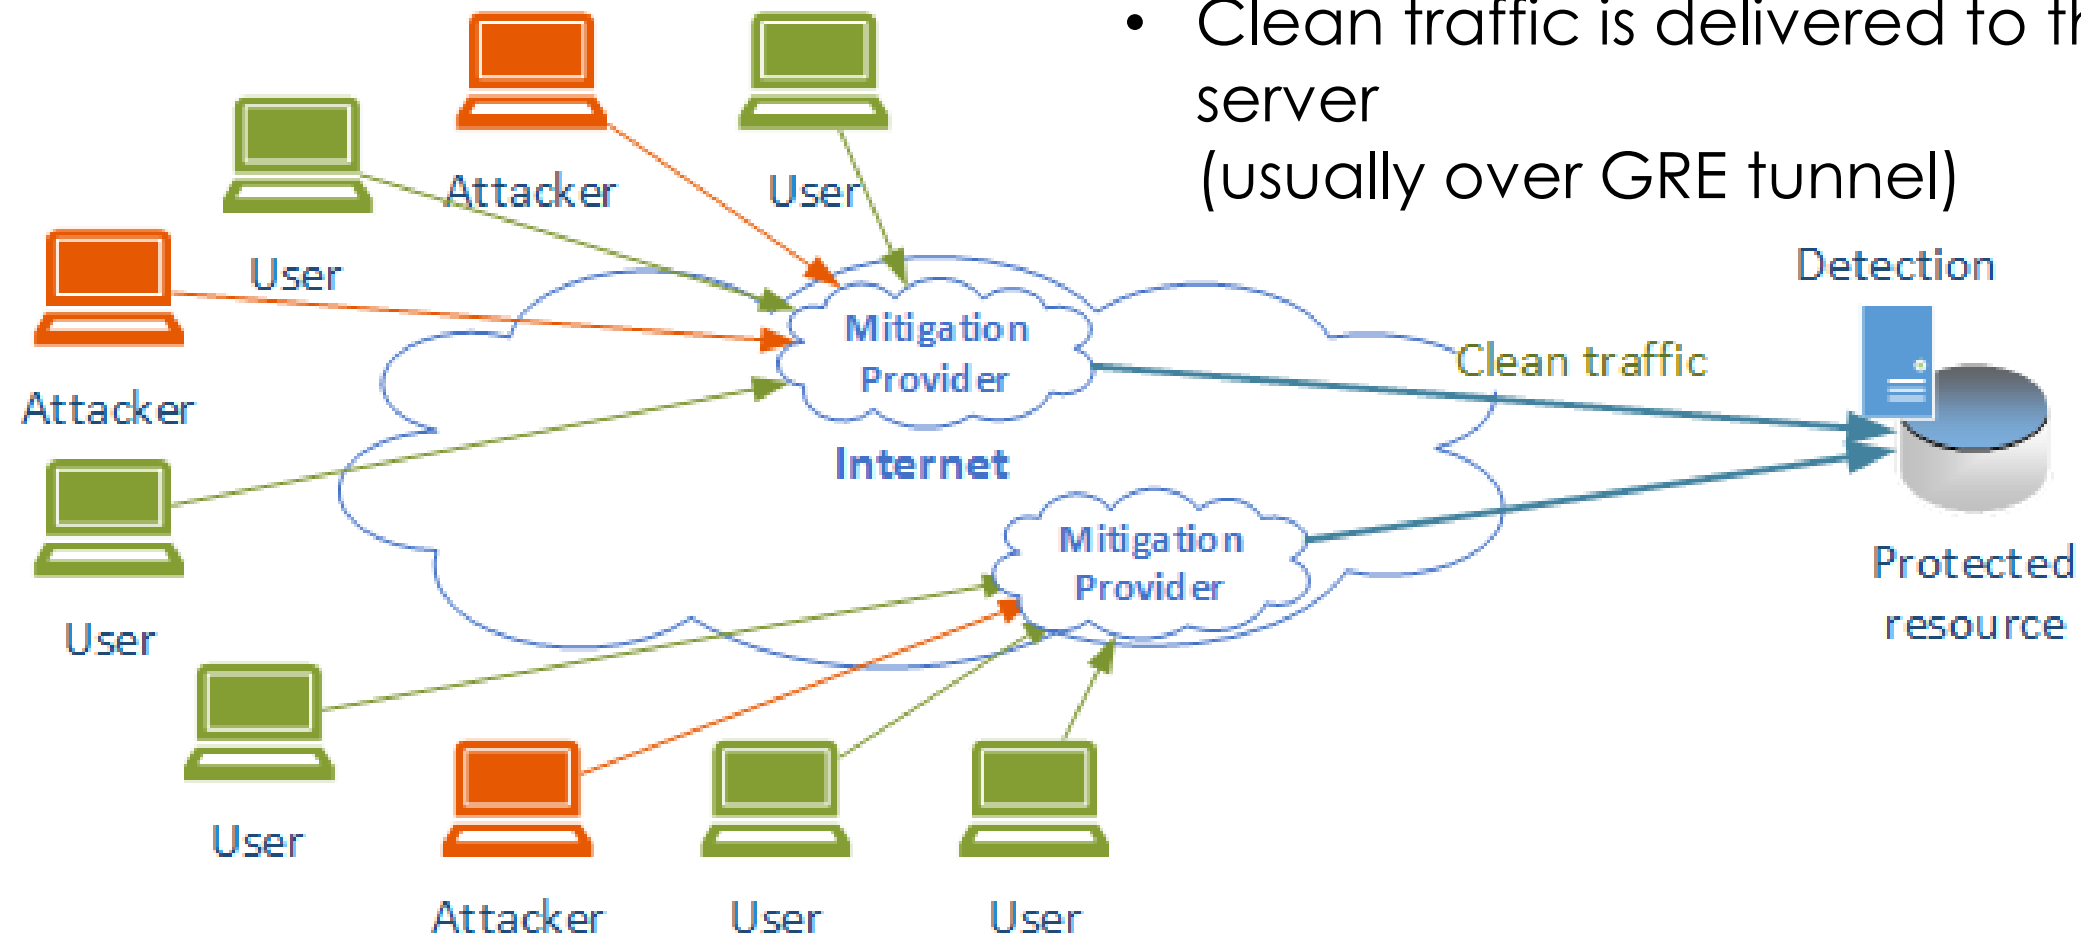 • Clean traffic is delivered to th
server
(usually over GRE tunnel)
Attacker
User
User
Detection
Mitigation
Provider
Clean traffic
Attacker
Internet
Mitigation
Provider
Protected
resource
User
User
Attacker
User
User